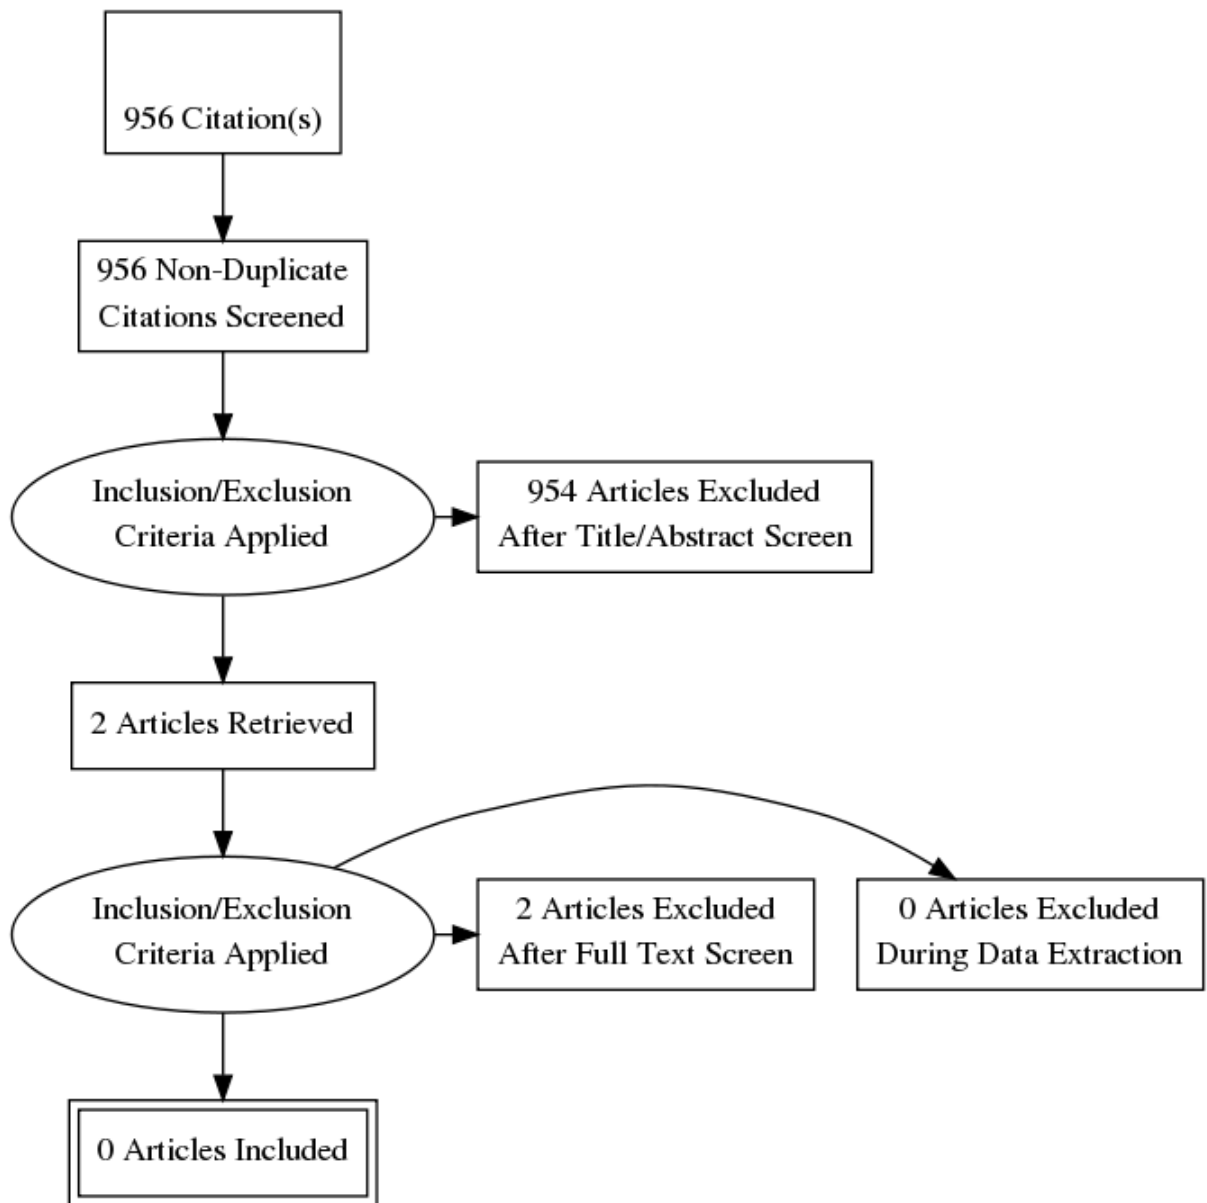 956 Citation(s)
956 Non-Duplicate
Citations Screened
Inclusion/Exclusion
Criteria Applied
954 Articles Excluded
After Title/Abstract Screen
2 Articles Retrieved
Inclusion/Exclusion
Criteria Applied
2 Articles Excluded
After Full Text Screen
0 Articles Excluded
During Data Extraction
0 Articles Included